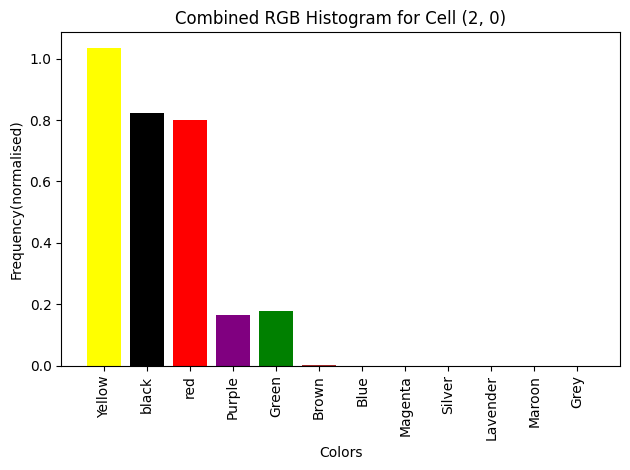 Combined RGB Histogram for Cell (2, 0)
Frequency(normalised)
1.0
0.8
0.6
0.4
0.2
0.0
Yellow
black
red
Purple
Green
Brown
Blue
Magenta
Silver
Lavender
Maroon
Grey
Colors